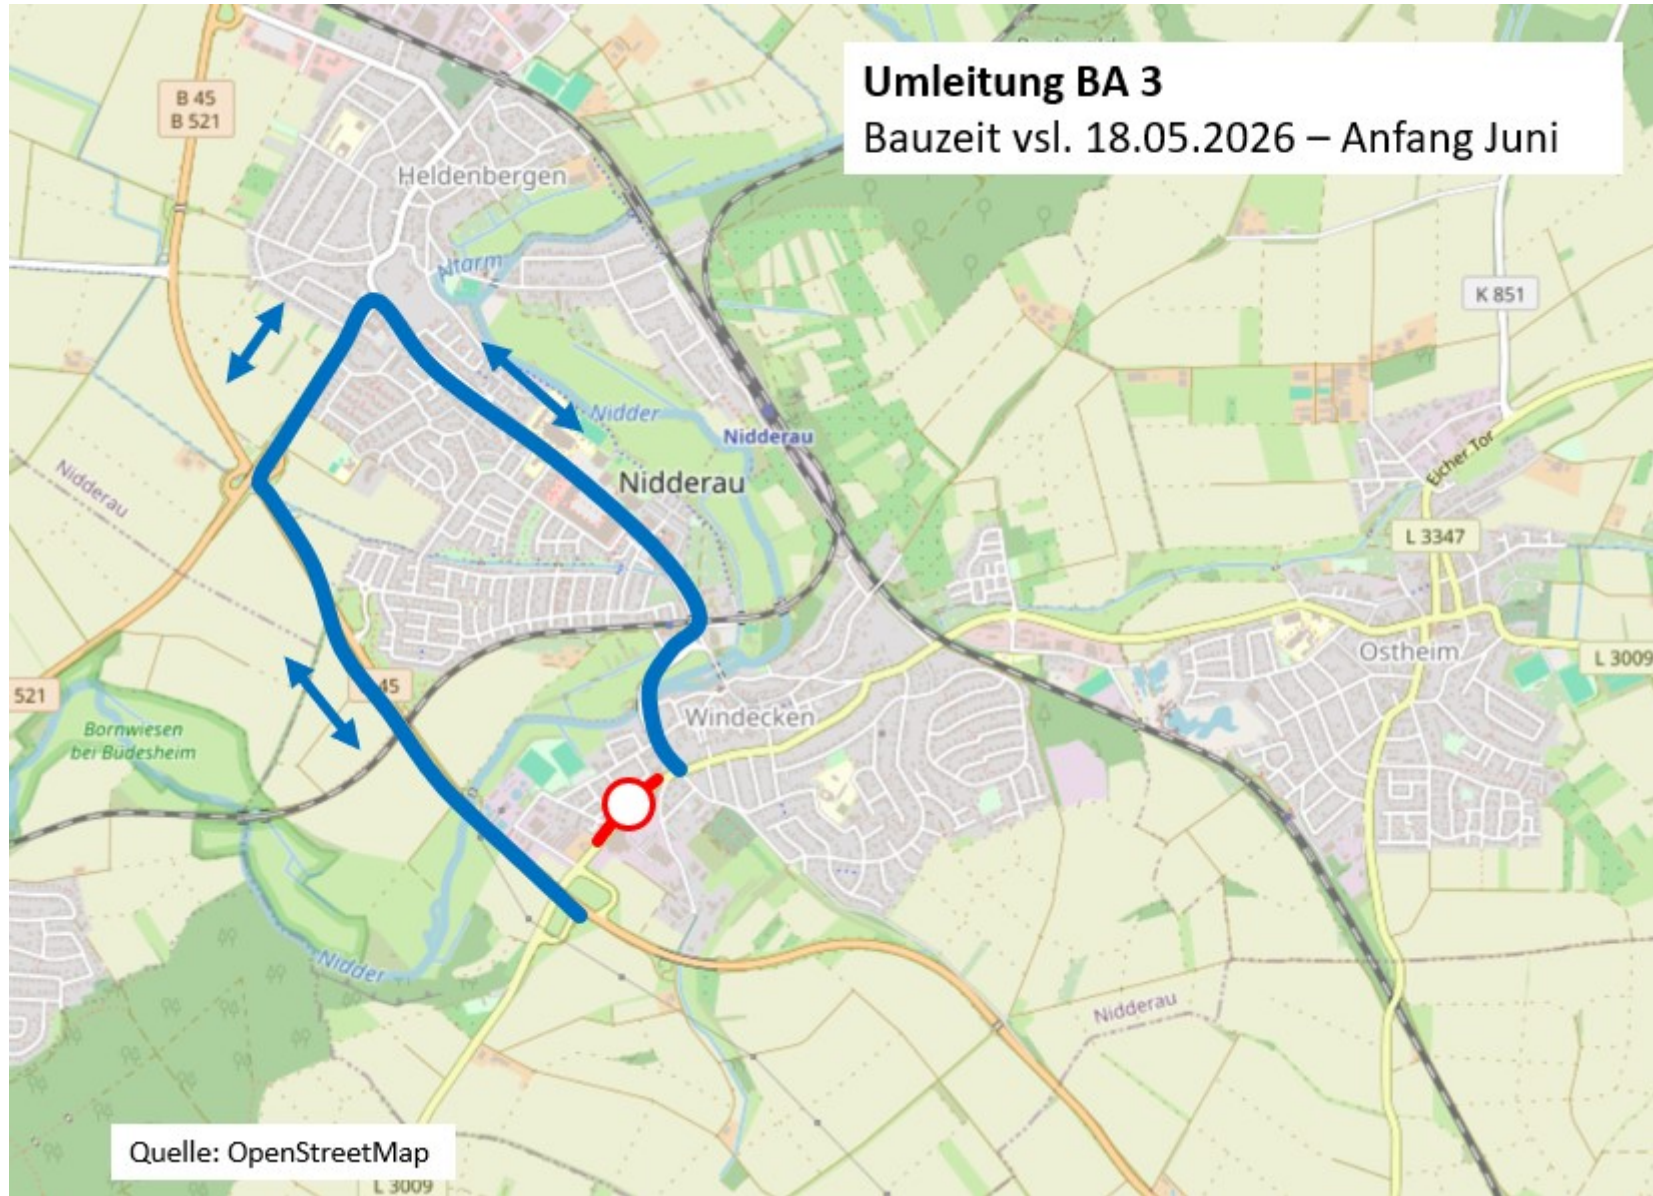 Umleitung BA 3
Bauzeit vsl. 18.05.2026 – Anfang Juni
B 45
B 521
Heldenbergen
Altarm
K 851
Nidder
Nidderau
Nidderau
Nidderau
Eicher Tor
L 3347
Ostheim
L 3009
521
45
Bornwiesen
bei Büdesheim
Windecken
Nidder
Nidderau
Quelle: OpenStreetMap
L 3009